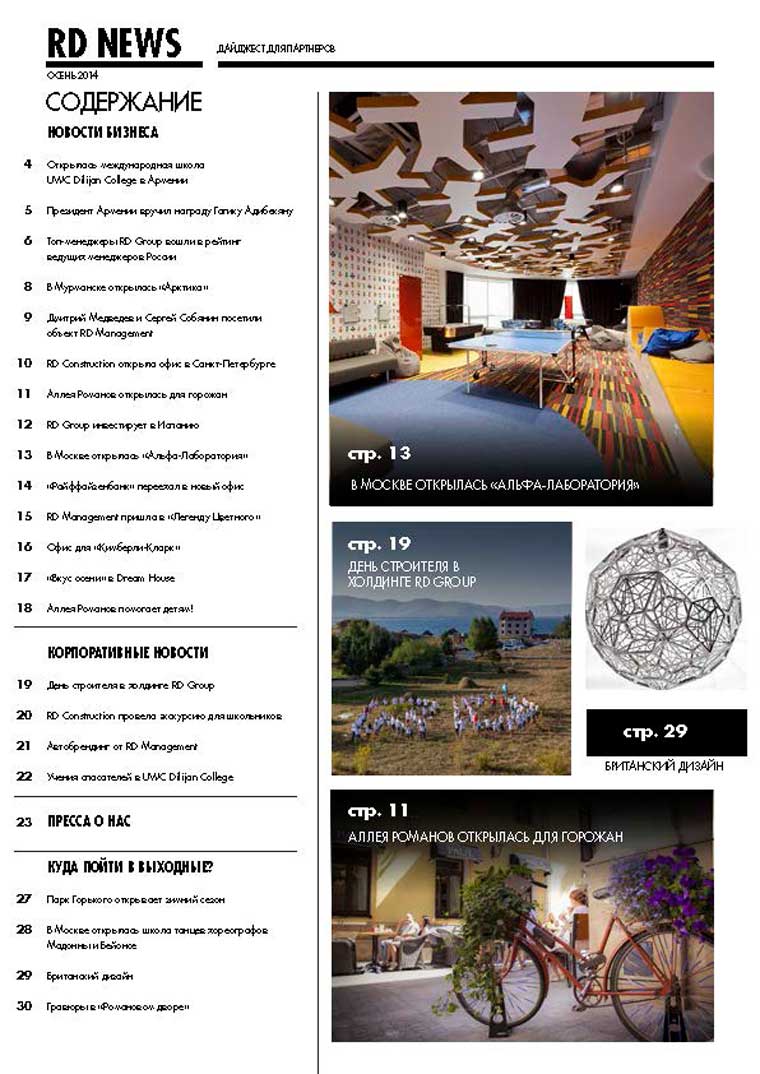 RD NEWS
ДАЙДЖЕСТ ДЛЯ ПАРТНЕРОВ
ОСЕНЬ 2014
СОДЕРЖАНИЕ
НОВОСТИ БИЗНЕСА
4 Открылась международная школа
UWC Dilijan College в Армении
5 Президент Армении вручил награду Гагику Адибекяну
6 Топ-менеджеры RD Group вошли в рейтинг
ведущих менеджеров России
8 В Мурманске открылась «Арктика»
9 Дмитрий Медведев и Сергей Собянин посетили
объект RD Management
10 RD Construction открыла офис в Санкт-Петербурге
11 Аллея Романов открылась для горожан
12 RD Group инвестирует в Испанию
13 В Москве открылась «Альфа-Лаборатория»
14 «Райффайзенбанк» переехал в новый офис
15 RD Management пришла в «Легенду Цветного»
16 Офис для «Кимберли-Кларк»
17 «Вкус осени» в Dream House
18 Аллея Романов помогает детям!
КОРПОРАТИВНЫЕ НОВОСТИ
19 День строителя в холдинге RD Group
20 RD Construction провела экскурсию для школьников
21 Автобрендинг от RD Management
22 Учения спасателей в UWC Dilijan College
23 ПРЕССА О НАС
КУДА ПОЙТИ В ВЫХОДНЫЕ?
27 Парк Горького открывает зимний сезон
28 В Москве открылась школа танцев хореографов
Мадонны и Бейонсе
29 Британский дизайн
30 Гравюры в «Романовом дворе»
стр. 13
В МОСКВЕ ОТКРЫЛАСЬ «АЛЬФА-ЛАБОРАТОРИЯ»
стр. 19
ДЕНЬ СТРОИТЕЛЯ В
ХОЛДИНГЕ RD GROUP
стр. 29
БРИТАНСКИЙ ДИЗАЙН
стр. 11
АЛЛЕЯ РОМАНОВ ОТКРЫЛАСЬ ДЛЯ ГОРОЖАН